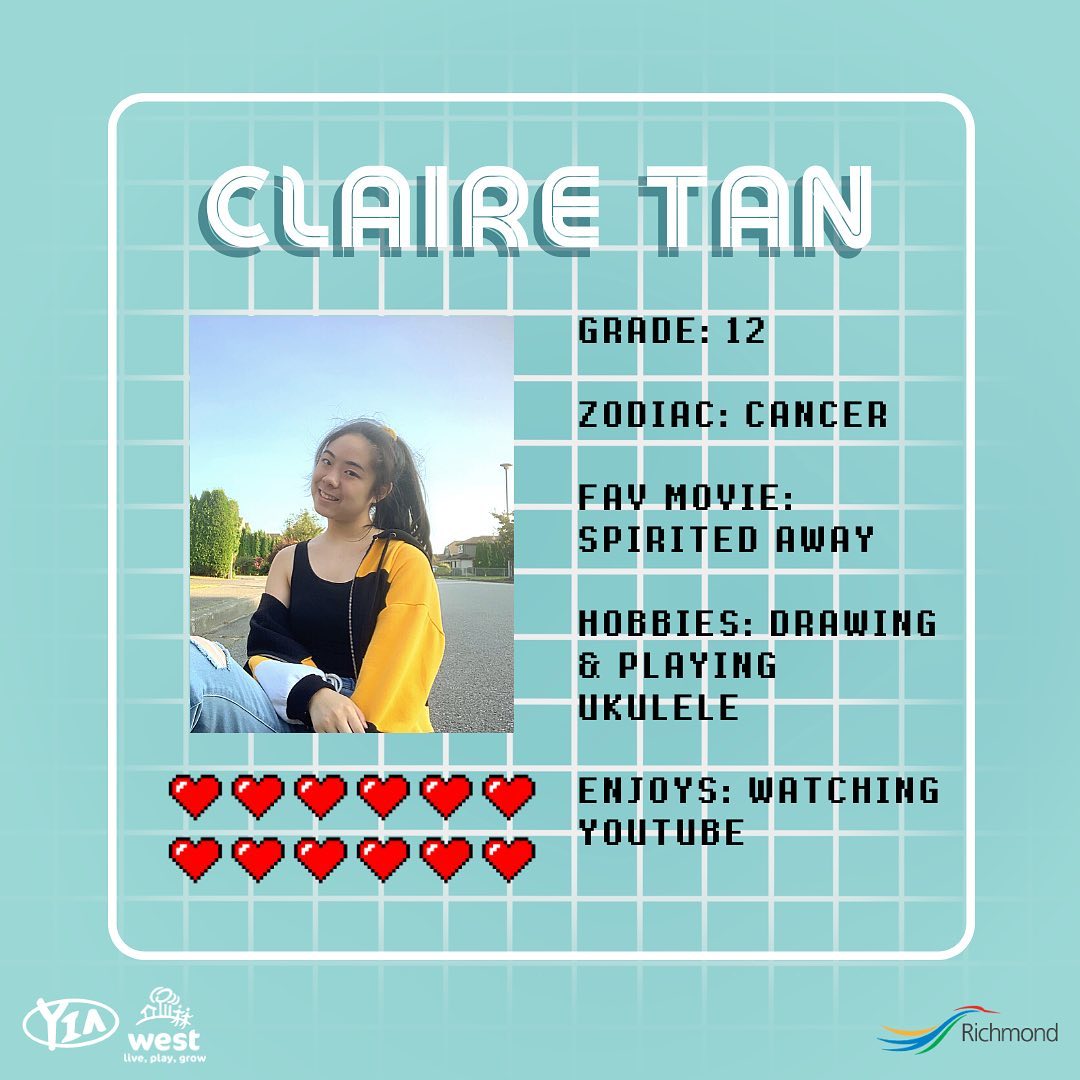 CLAIRE TAN
GRADE: 12
ZODIAC: CANCER
FAV MOVIE:
SPIRITED AWAY
HOBBIES: DRAWING
& PLAYING
UKULELE
ENJOYS: WATCHING
YOUTUBE
YIA
west
live, play, grow
Richmond